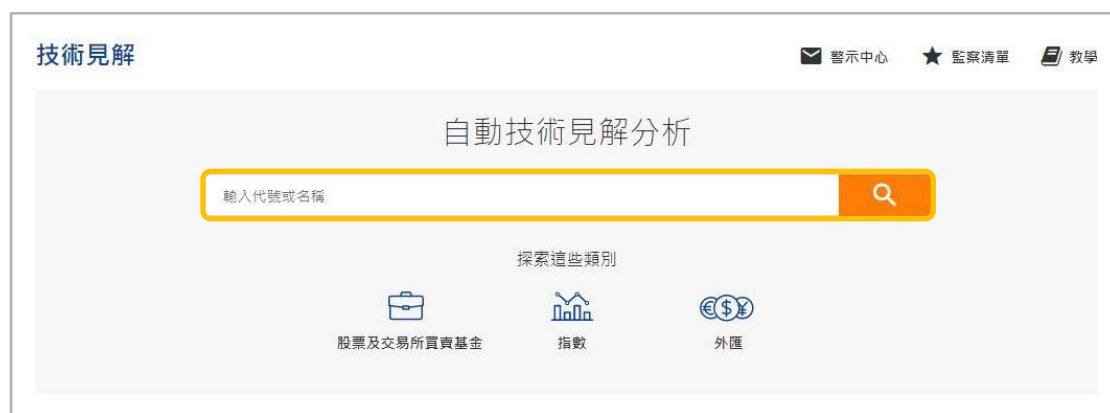 技術見解
警示中心 監察清單 教學
自動技術見解分析
輸入代號或名稱
探索這些類別
股票及交易所買賣基金 指數 外匯